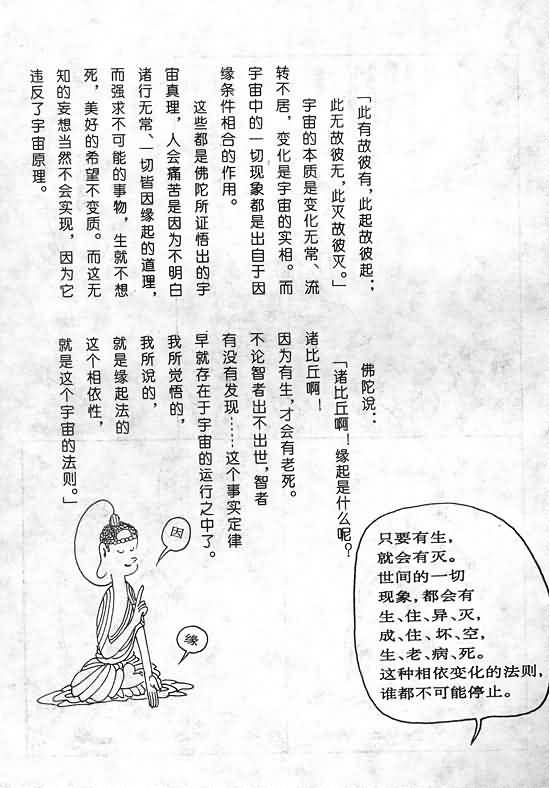 「此有故彼有，此起故彼起；
此无故彼无，此灭故彼灭。」
宇宙的本质是变化无常、流
转不居，变化是宇宙的实相。而
宇宙中的一切现象都是出自于因
缘条件相合的作用。
这些都是佛陀所证悟出的宇
宙真理，人会痛苦是因为不明白
诸行无常、一切皆因缘起的道理，
而强求不可能的事物，生就不想
死，美好的希望不变质。而这无
知的妄想当然不会实现，因为它
违反了宇宙原理。
佛陀说：
「诸比丘啊！缘起是什么呢？
诸比丘啊！
因为有生，才会有老死。
不论智者出不出世，智者
有没有发现……这个事实定律
早就存在于宇宙的运行之中了。
我所觉悟的，
我所说的，
就是缘起法的
这个相依性，
就是这个宇宙的法则。」
因
缘
只要有生，
就会有灭。
世间的一切
现象，都会有
生、住、异、灭，
成、住、坏、空，
生、老、病、死。
这种相依变化的法则，
谁都不可能停止。